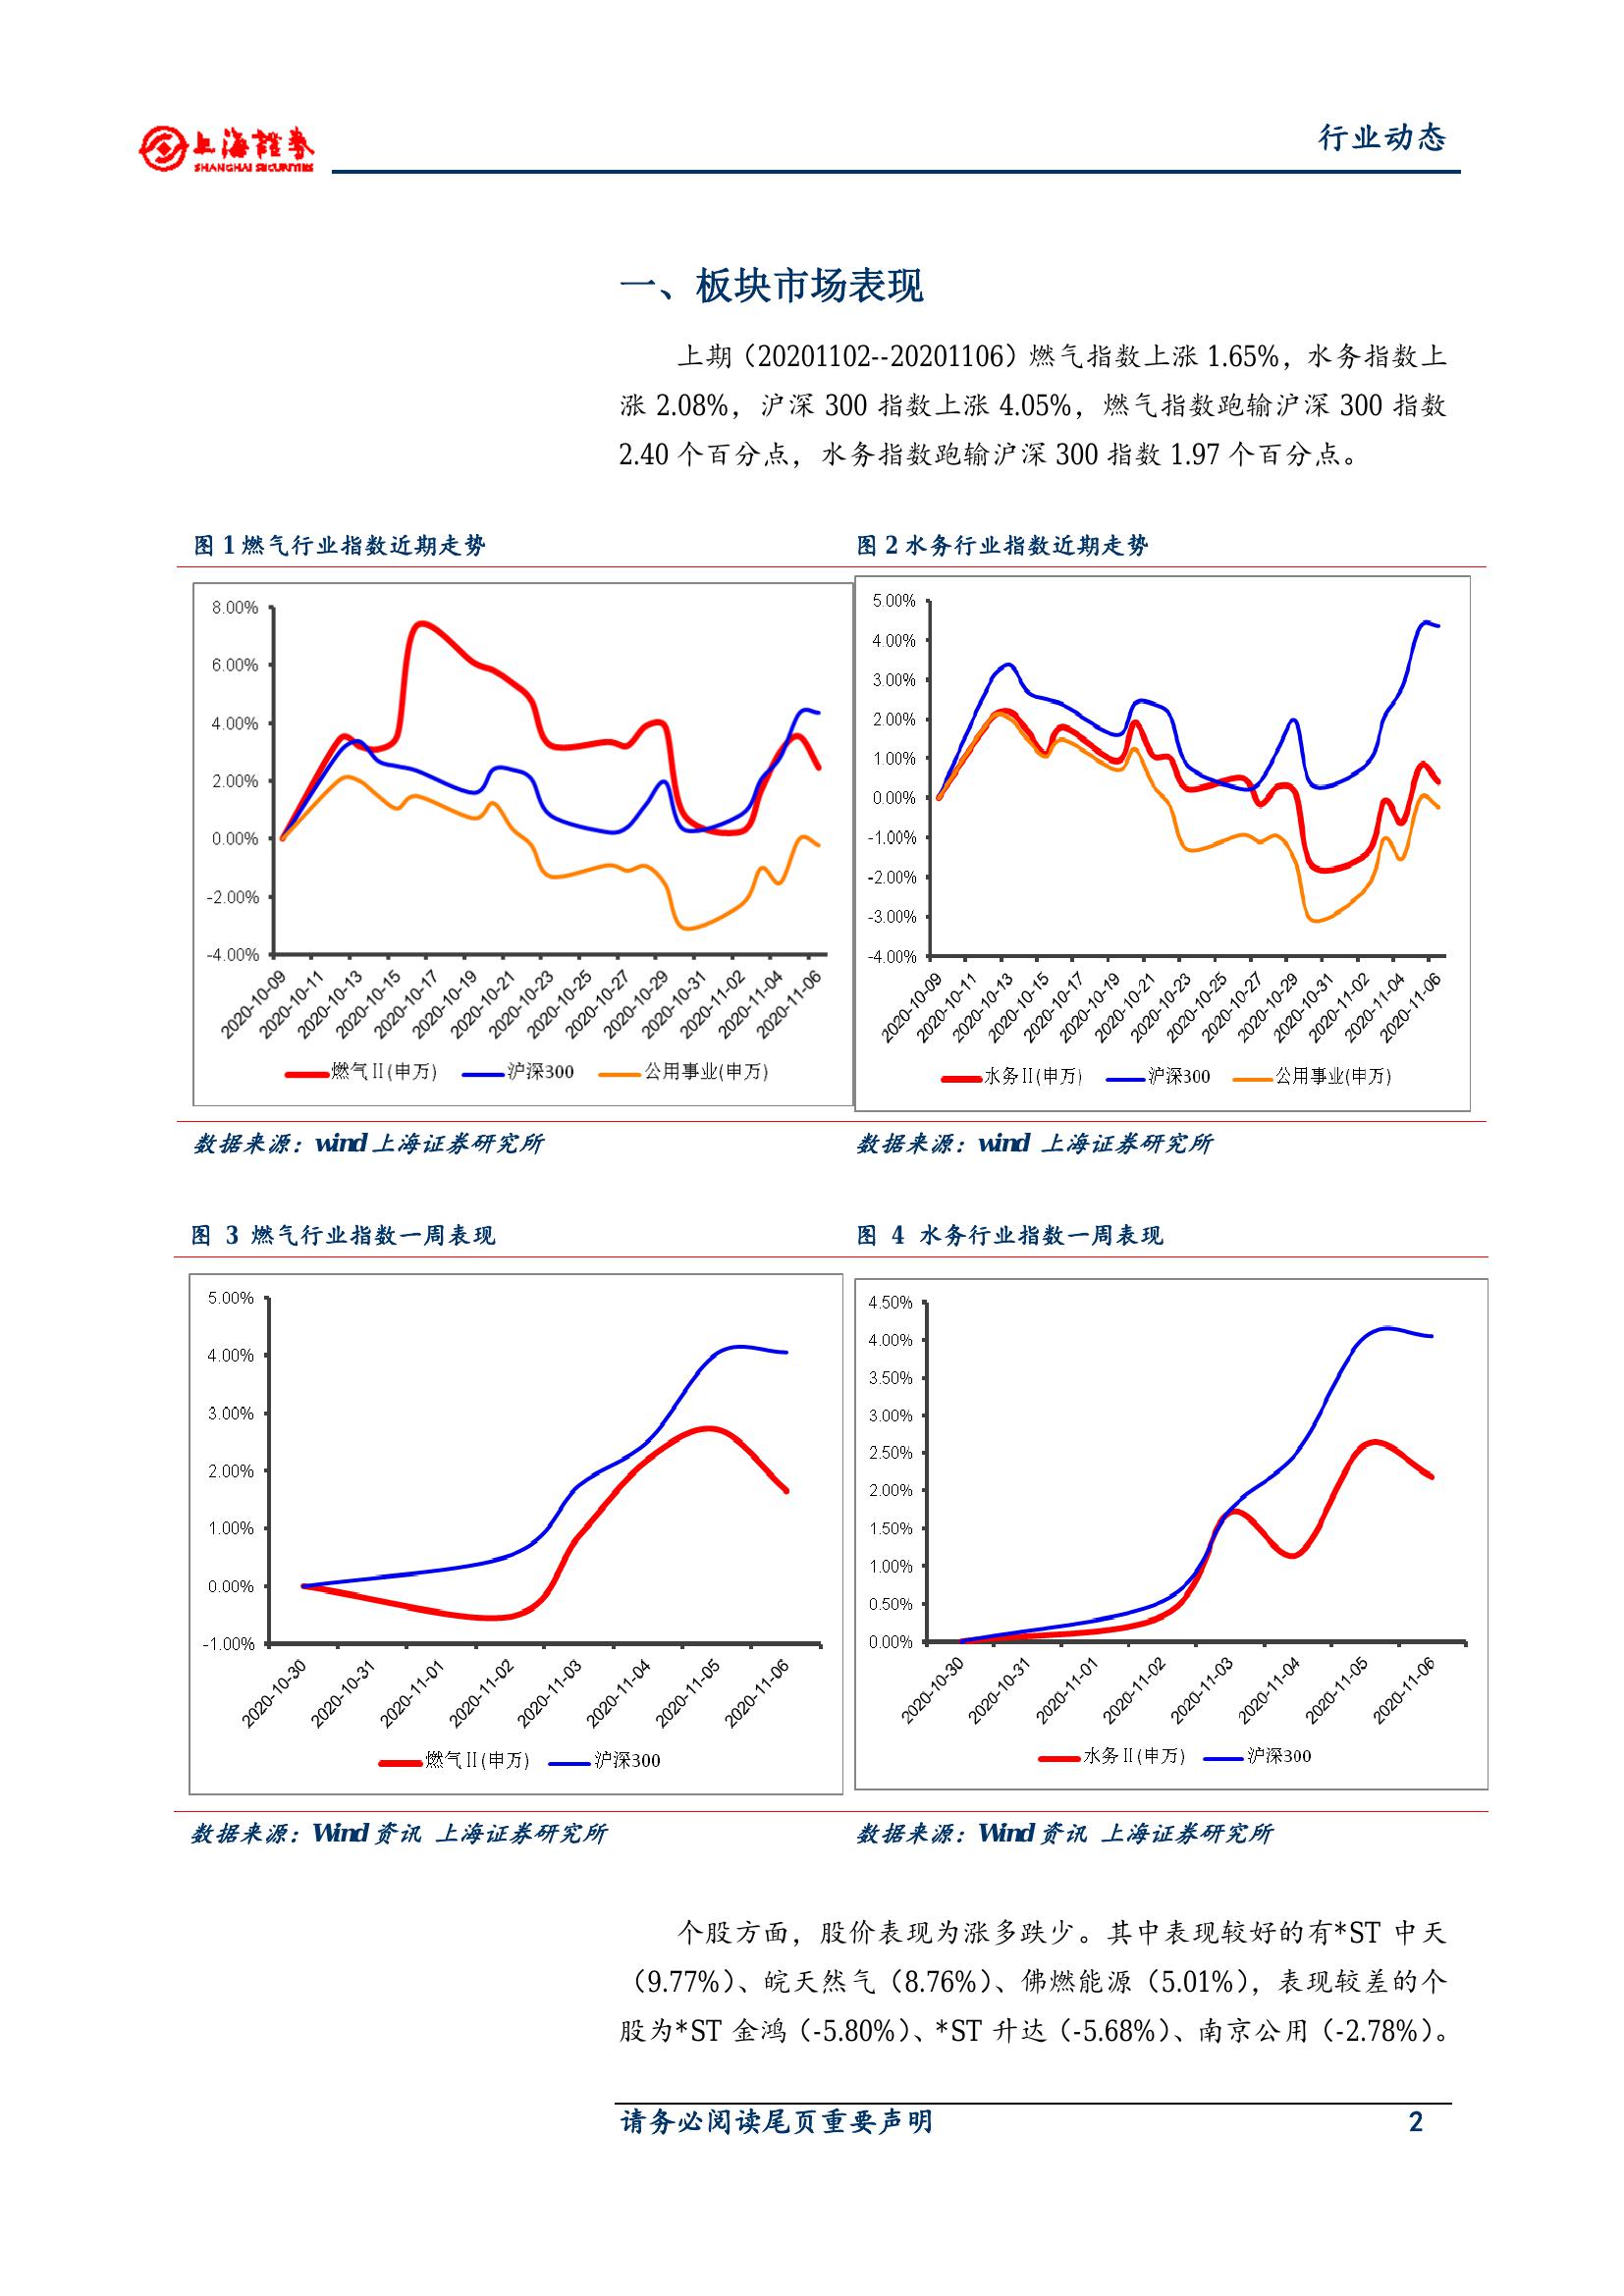 上海證券
SHANGHAI SECURITIES
行业动态
一、板块市场表现
上期（20201102--20201106）燃气指数上涨 1.65%，水务指数上
涨 2.08%，沪深 300 指数上涨 4.05%，燃气指数跑输沪深 300 指数
2.40 个百分点，水务指数跑输沪深 300 指数 1.97 个百分点。
图 1 燃气行业指数近期走势
8.00%
6.00%
4.00%
2.00%
0.00%
-2.00%
-4.00%
2020-10-09 2020-10-11 2020-10-13 2020-10-15 2020-10-17 2020-10-19 2020-10-21 2020-10-23 2020-10-25 2020-10-27 2020-10-29 2020-10-31 2020-11-02 2020-11-04 2020-11-06
燃气Ⅱ(申万) 沪深300 公用事业(申万)
数据来源：wind 上海证券研究所
图 2 水务行业指数近期走势
5.00%
4.00%
3.00%
2.00%
1.00%
0.00%
-1.00%
-2.00%
-3.00%
-4.00%
2020-10-09 2020-10-11 2020-10-13 2020-10-15 2020-10-17 2020-10-19 2020-10-21 2020-10-23 2020-10-25 2020-10-27 2020-10-29 2020-10-31 2020-11-02 2020-11-04 2020-11-06
水务Ⅱ(申万) 沪深300 公用事业(申万)
数据来源：wind 上海证券研究所
图 3 燃气行业指数一周表现
5.00%
4.00%
3.00%
2.00%
1.00%
0.00%
-1.00%
2020-10-30 2020-10-31 2020-11-01 2020-11-02 2020-11-03 2020-11-04 2020-11-05 2020-11-06
燃气Ⅱ(申万) 沪深300
数据来源：Wind 资讯 上海证券研究所
图 4 水务行业指数一周表现
4.50%
4.00%
3.50%
3.00%
2.50%
2.00%
1.50%
1.00%
0.50%
0.00%
2020-10-30 2020-10-31 2020-11-01 2020-11-02 2020-11-03 2020-11-04 2020-11-05 2020-11-06
水务Ⅱ(申万) 沪深300
数据来源：Wind 资讯 上海证券研究所
个股方面，股价表现为涨多跌少。其中表现较好的有*ST 中天
（9.77%）、皖天然气（8.76%）、佛燃能源（5.01%），表现较差的个
股为*ST 金鸿（-5.80%）、*ST 升达（-5.68%）、南京公用（-2.78%）。
请务必阅读尾页重要声明 2